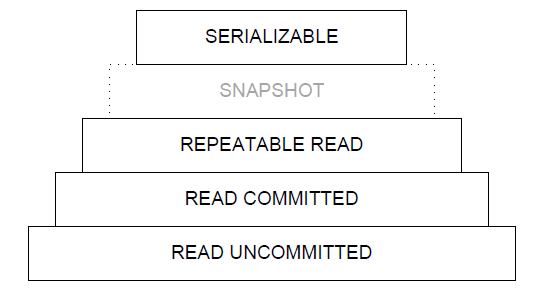 SERIALIZABLE
SNAPSHOT
REPEATABLE READ
READ COMMITTED
READ UNCOMMITTED